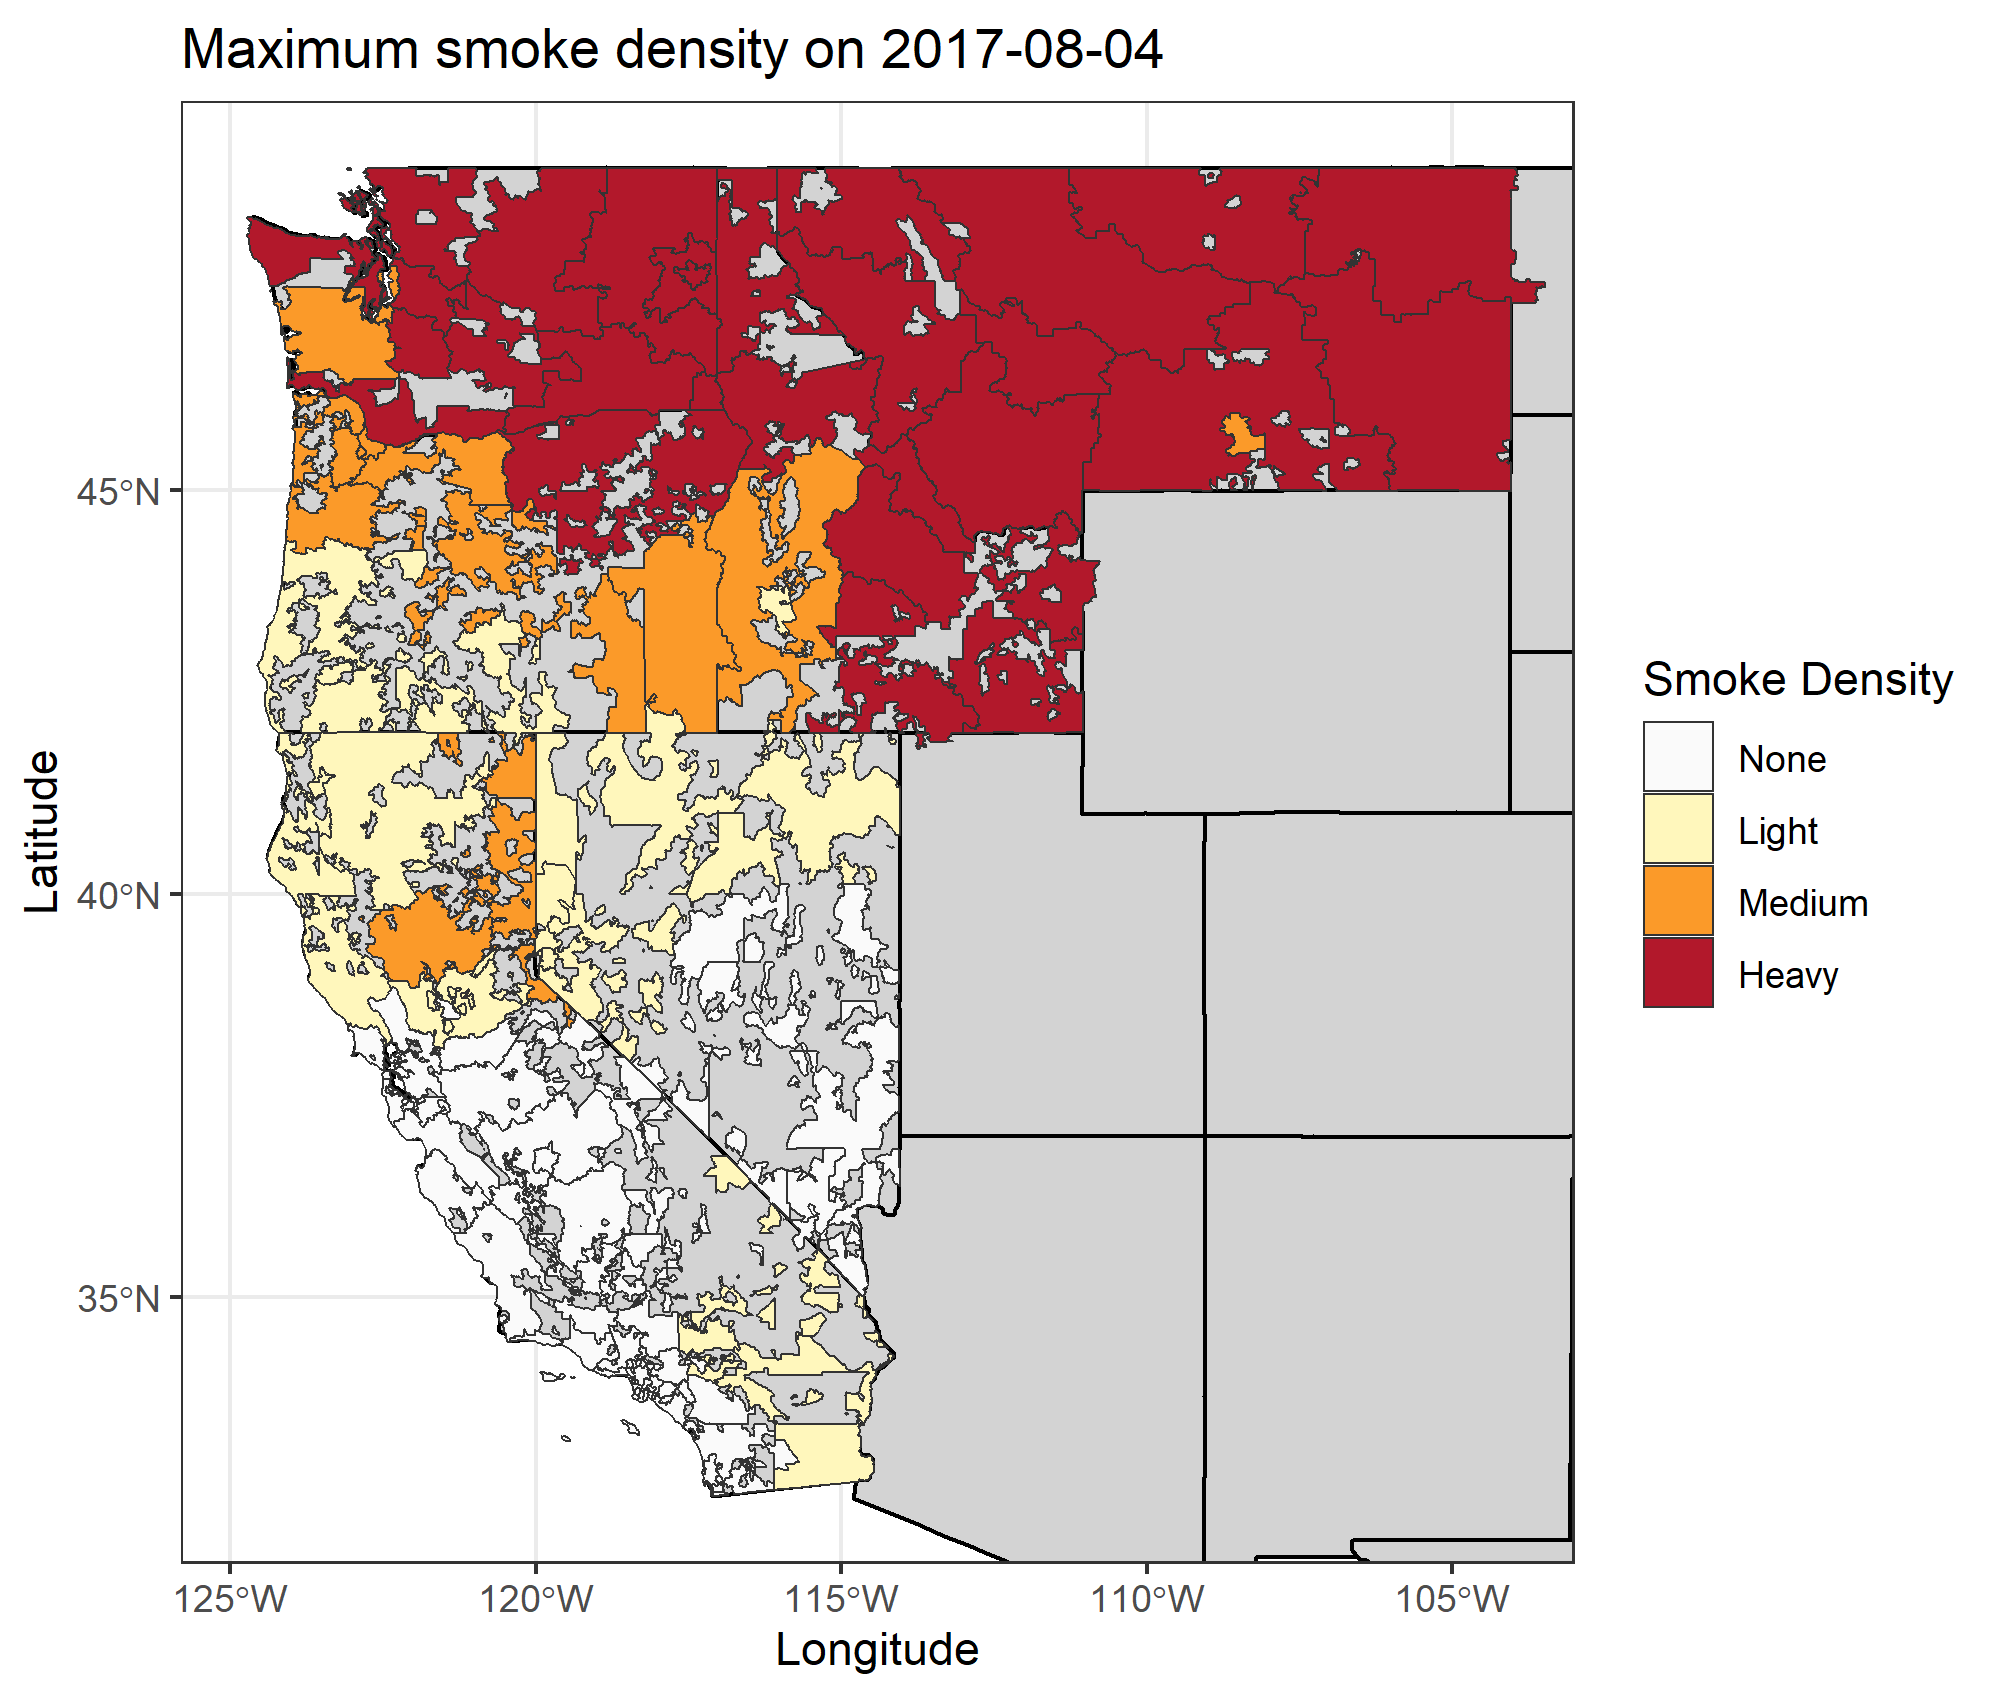 Maximum smoke density on 2017-08-04
45°N
40°N
35°N
Latitude
125°W
120°W
115°W
110°W
105°W
Longitude
Smoke Density
None
Light
Medium
Heavy